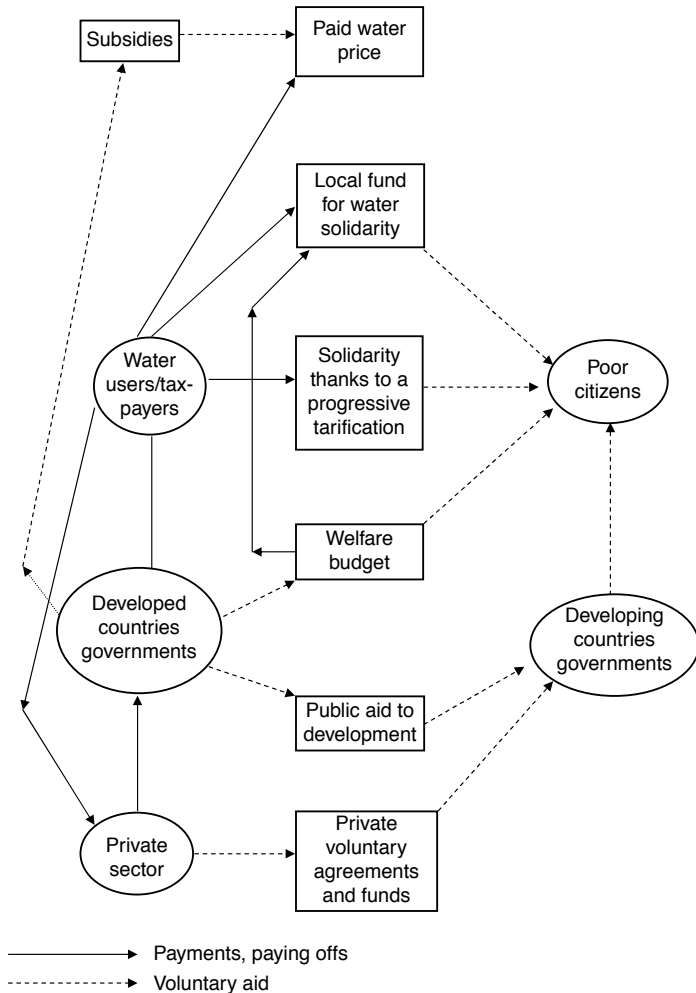 Subsidies
Paid water
price
Local fund
for water
solidarity
Water
users/tax-
payers
Solidarity
thanks to a
progressive
tarification
Poor
citizens
Welfare
budget
Developed
countries
governments
Developing
countries
governments
Public aid to
development
Private
sector
Private
voluntary
agreements
and funds
Payments, paying offs
Voluntary aid